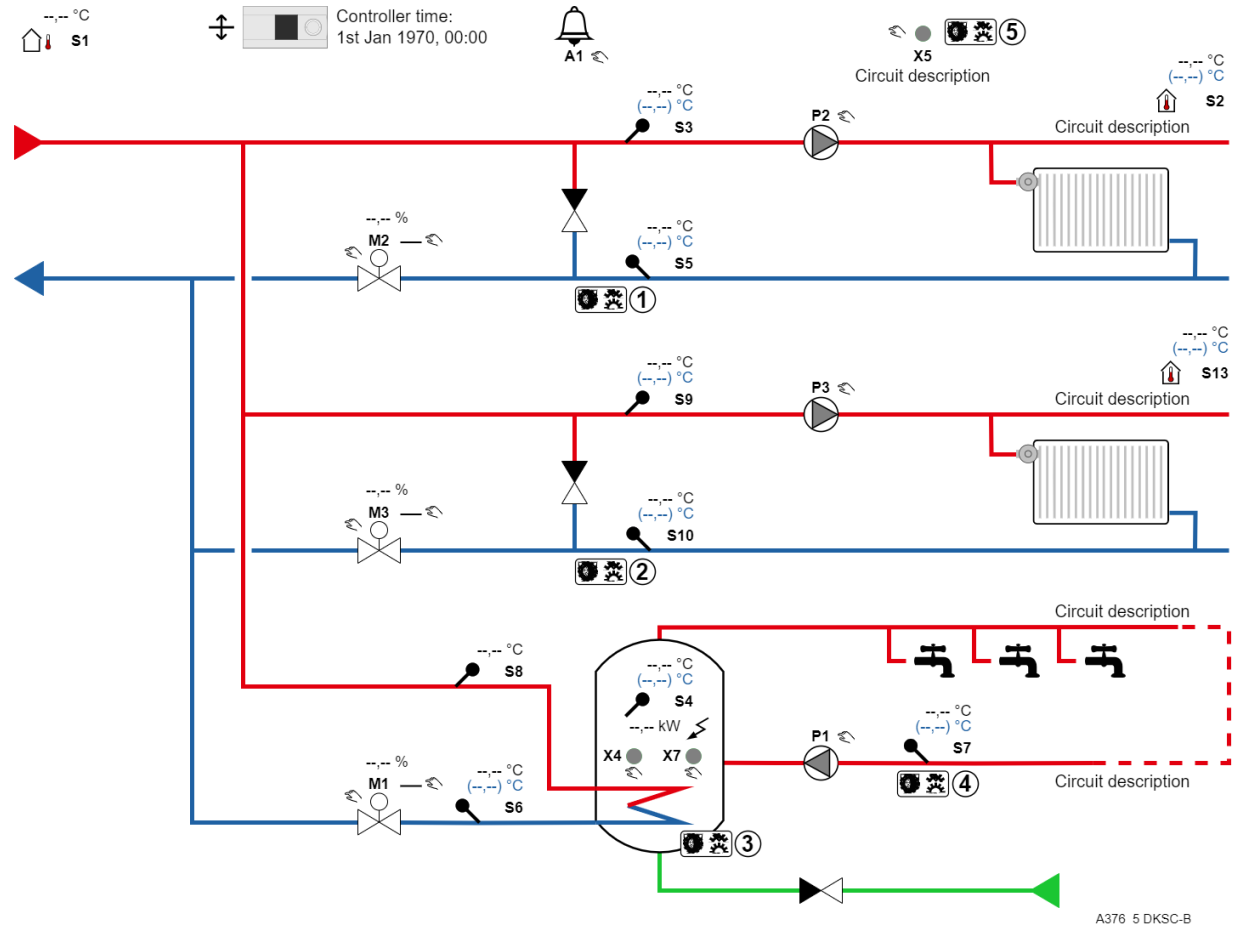 --,-- °C
S1
Controller time:
1st Jan 1970, 00:00
A1
X5
5
Circuit description
--,-- °C
(--,--) °C
S2
Circuit description
--,-- °C
(--,--) °C
S3
P2
--,-- %
M2
--,-- °C
(--,--) °C
S5
1
--,-- °C
(--,--) °C
S13
Circuit description
--,-- °C
(--,--) °C
S9
P3
--,-- %
M3
--,-- °C
(--,--) °C
S10
2
Circuit description
--,-- °C
S8
--,-- °C
(--,--) °C
S4
--,-- kW
X4
X7
P1
--,-- °C
(--,--) °C
S7
4
Circuit description
--,-- %
M1
--,-- °C
(--,--) °C
S6
3
A376 5 DKSC-B